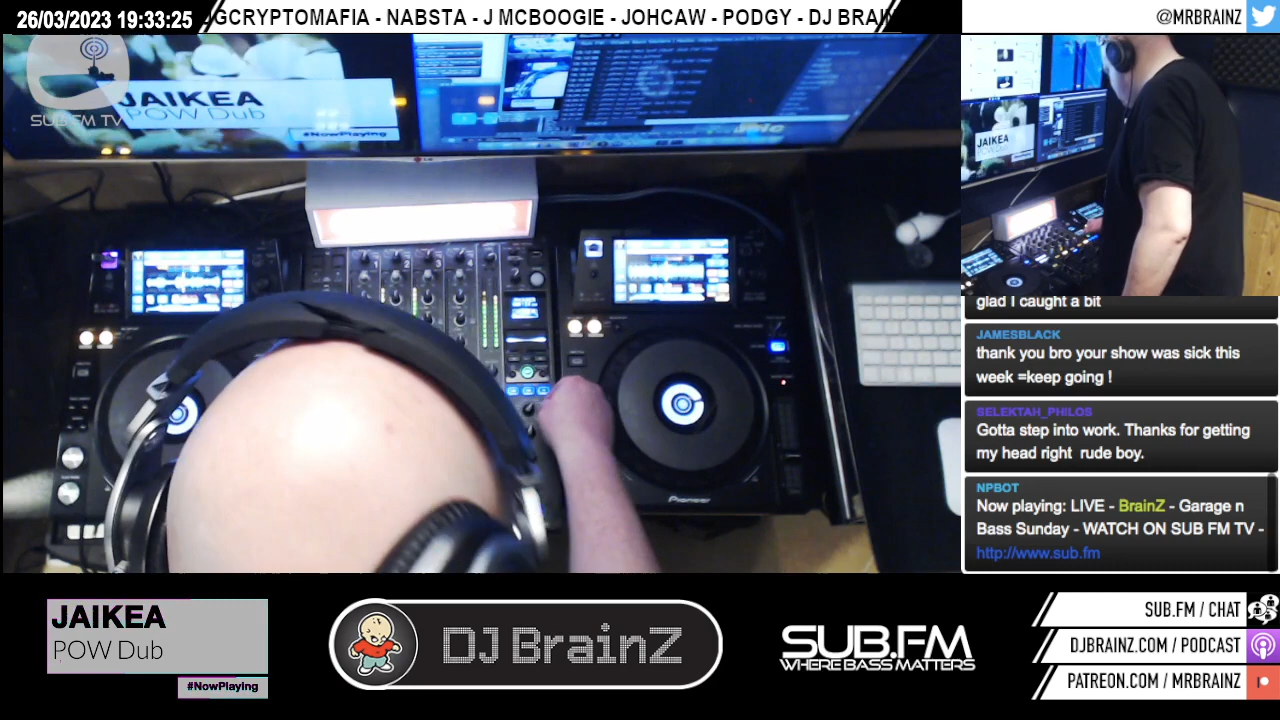 26/03/2023 19:33:25
GCRYPTOMAFIA - NABSTA - J MCBOOGIE - JOHCAW - PODGY - DJ BRAIN
@MRBRAINZ
JAIKEA
POW Dub
#NowPlaying
SUB.FM TV
JAIKEA
glad I caught a bit
JAMESBLACK
thank you bro your show was sick this
week =keep going !
SELEKTAH_PHILOS
Gotta step into work. Thanks for getting
my head right rude boy.
NPBOT
Now playing: LIVE - BrainZ - Garage n
Bass Sunday - WATCH ON SUB FM TV -
http://www.sub.fm
Pioneer
JAIKEA
POW Dub
#NowPlaying
DJ BrainZ
SUB.FM
WHERE BASS MATTERS
SUB.FM / CHAT
DJBRAINZ.COM / PODCAST
PATREON.COM / MRBRAINZ